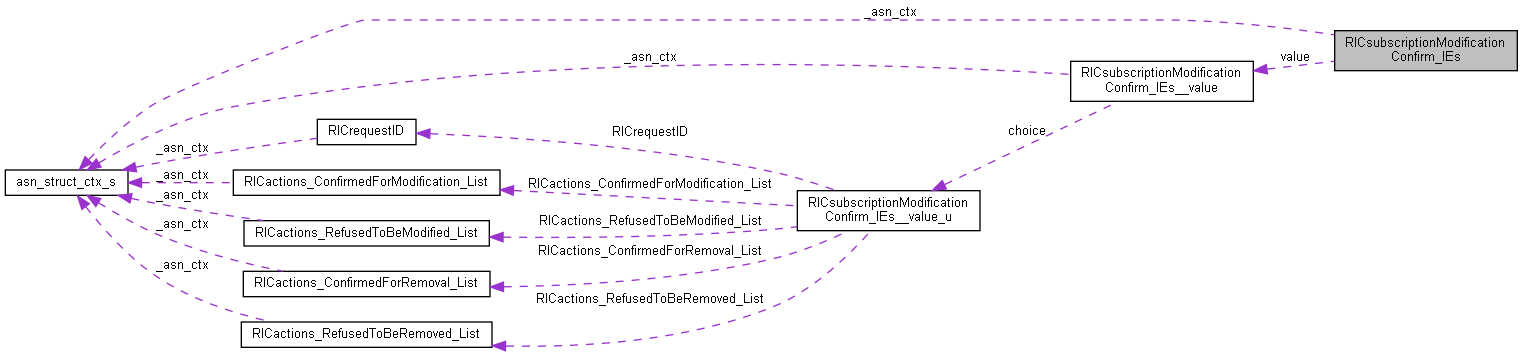 _asn_ctx
RICsubscriptionModification
Confirm_IEs
value
_asn_ctx
RICsubscriptionModification
Confirm_IEs__value
choice
RICrequestID
RICrequestID
_asn_ctx
asn_struct_ctx_s
_asn_ctx
RICactions_ConfirmedForModification_List
RICactions_ConfirmedForModification_List
RICsubscriptionModification
Confirm_IEs__value_u
_asn_ctx
RICactions_RefusedToBeModified_List
RICactions_RefusedToBeModified_List
_asn_ctx
RICactions_ConfirmedForRemoval_List
RICactions_ConfirmedForRemoval_List
_asn_ctx
RICactions_RefusedToBeRemoved_List
RICactions_RefusedToBeRemoved_List